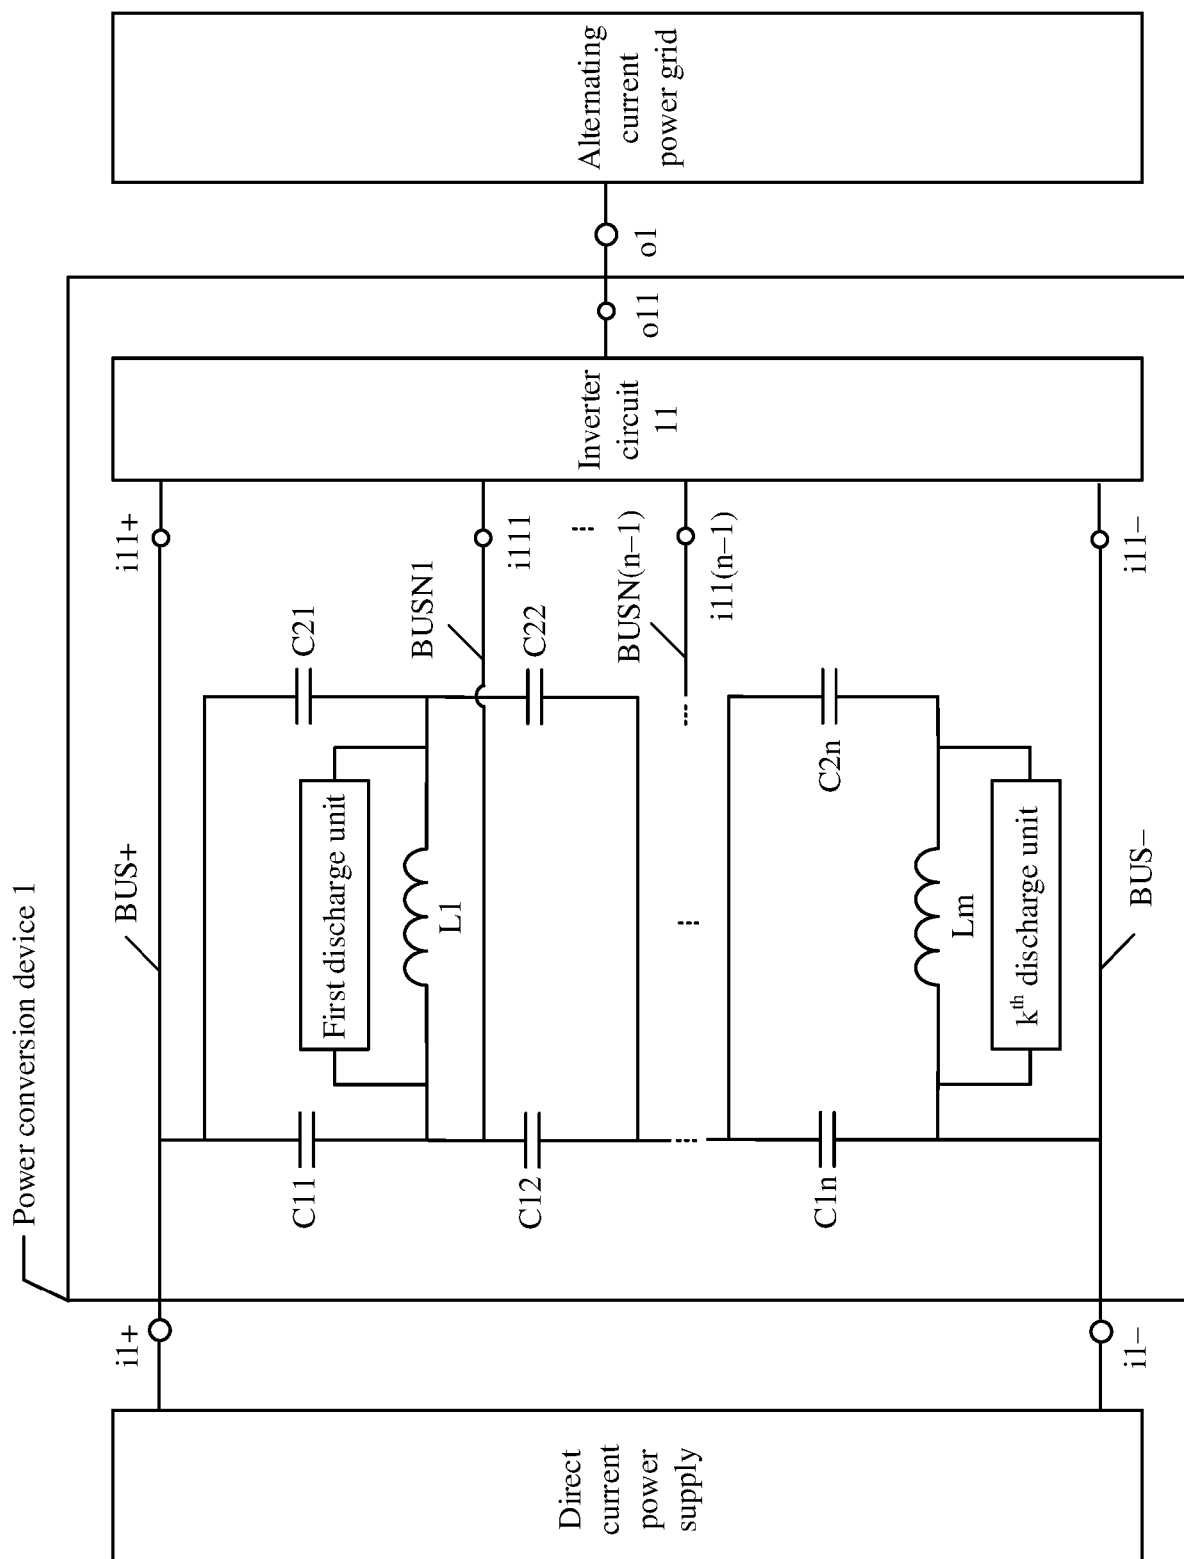 Power conversion device 1
Direct
current
power
supply
i1+
i1−
BUS+
BUS−
C11
C12
C1n
First discharge unit
L1
Lm
kth discharge unit
C21
C22
C2n
BUSN1
BUSN(n−1)
i11+
i111
i11(n−1)
i11−
...
...
...
...
Inverter
circuit
11
o11
o1
Alternating
current
power grid